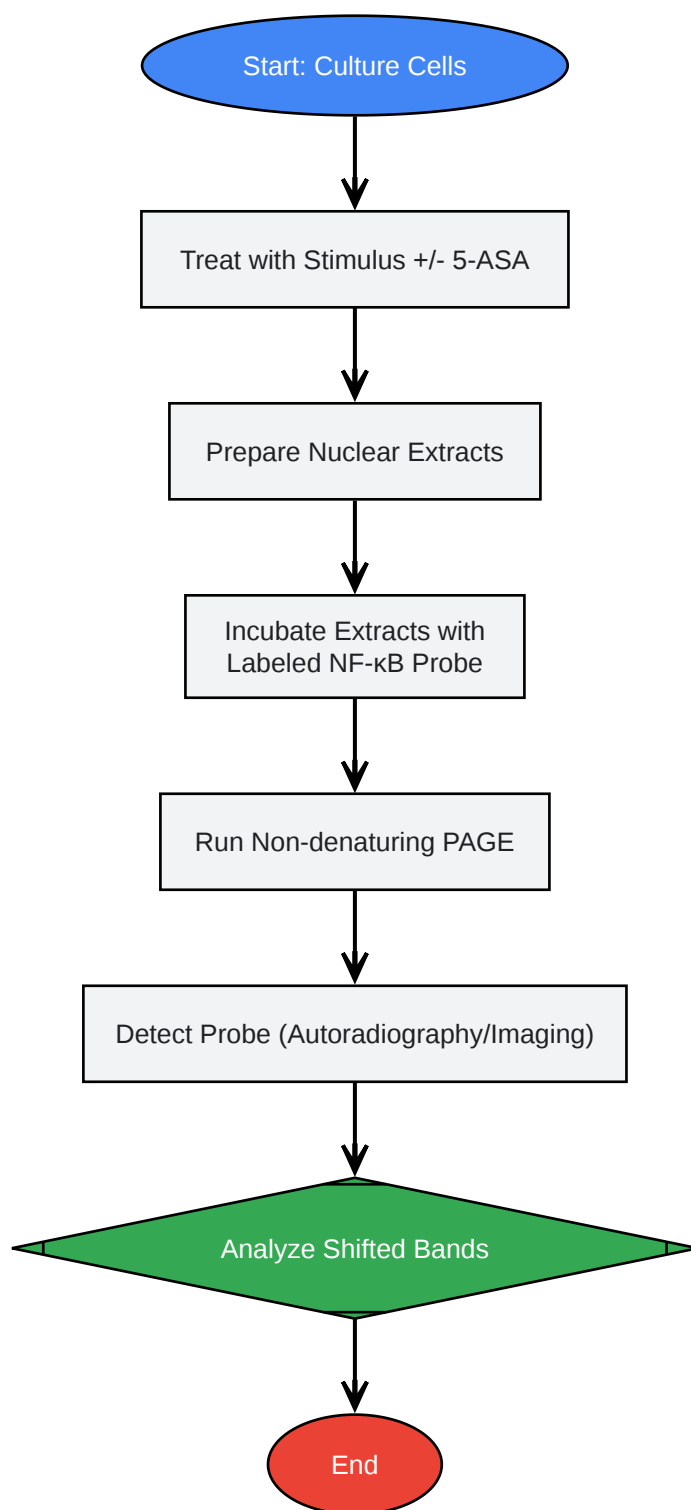 Start: Culture Cells
Treat with Stimulus +/- 5-ASA
Prepare Nuclear Extracts
Incubate Extracts with
Labeled NF-κB Probe
Run Non-denaturing PAGE
Detect Probe (Autoradiography/Imaging)
Analyze Shifted Bands
End